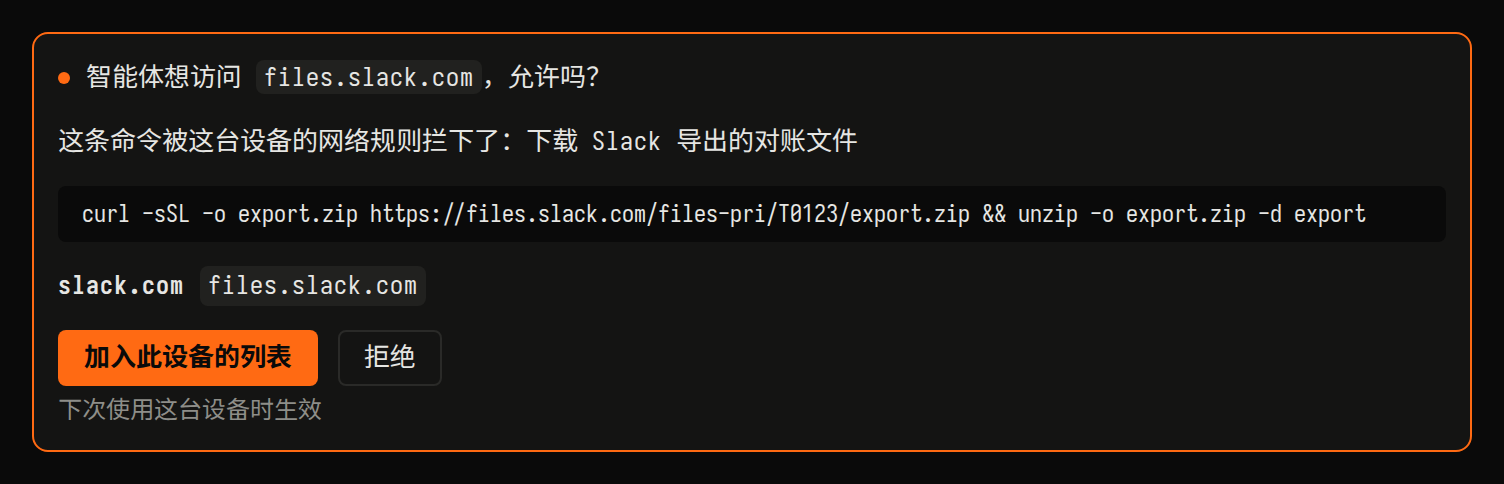 智能体想访问 files.slack.com，允许吗？
这条命令被这台设备的网络规则拦下了：下载 Slack 导出的对账文件
curl -sSL -o export.zip https://files.slack.com/files-pri/T0123/export.zip && unzip -o export.zip -d export
slack.com files.slack.com
加入此设备的列表 拒绝
下次使用这台设备时生效